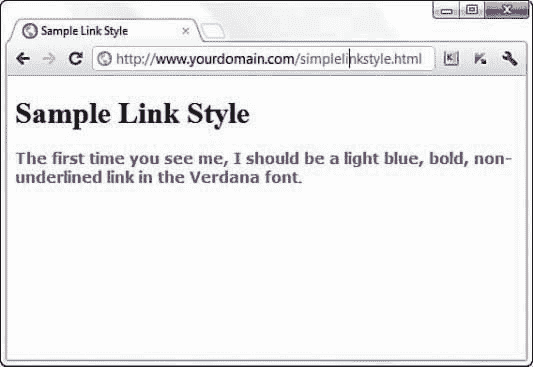 Sample Link Style
http://www.yourdomain.com/simplelinkstyle.html
Sample Link Style
The first time you see me, I should be a light blue, bold, non-
underlined link in the Verdana font.